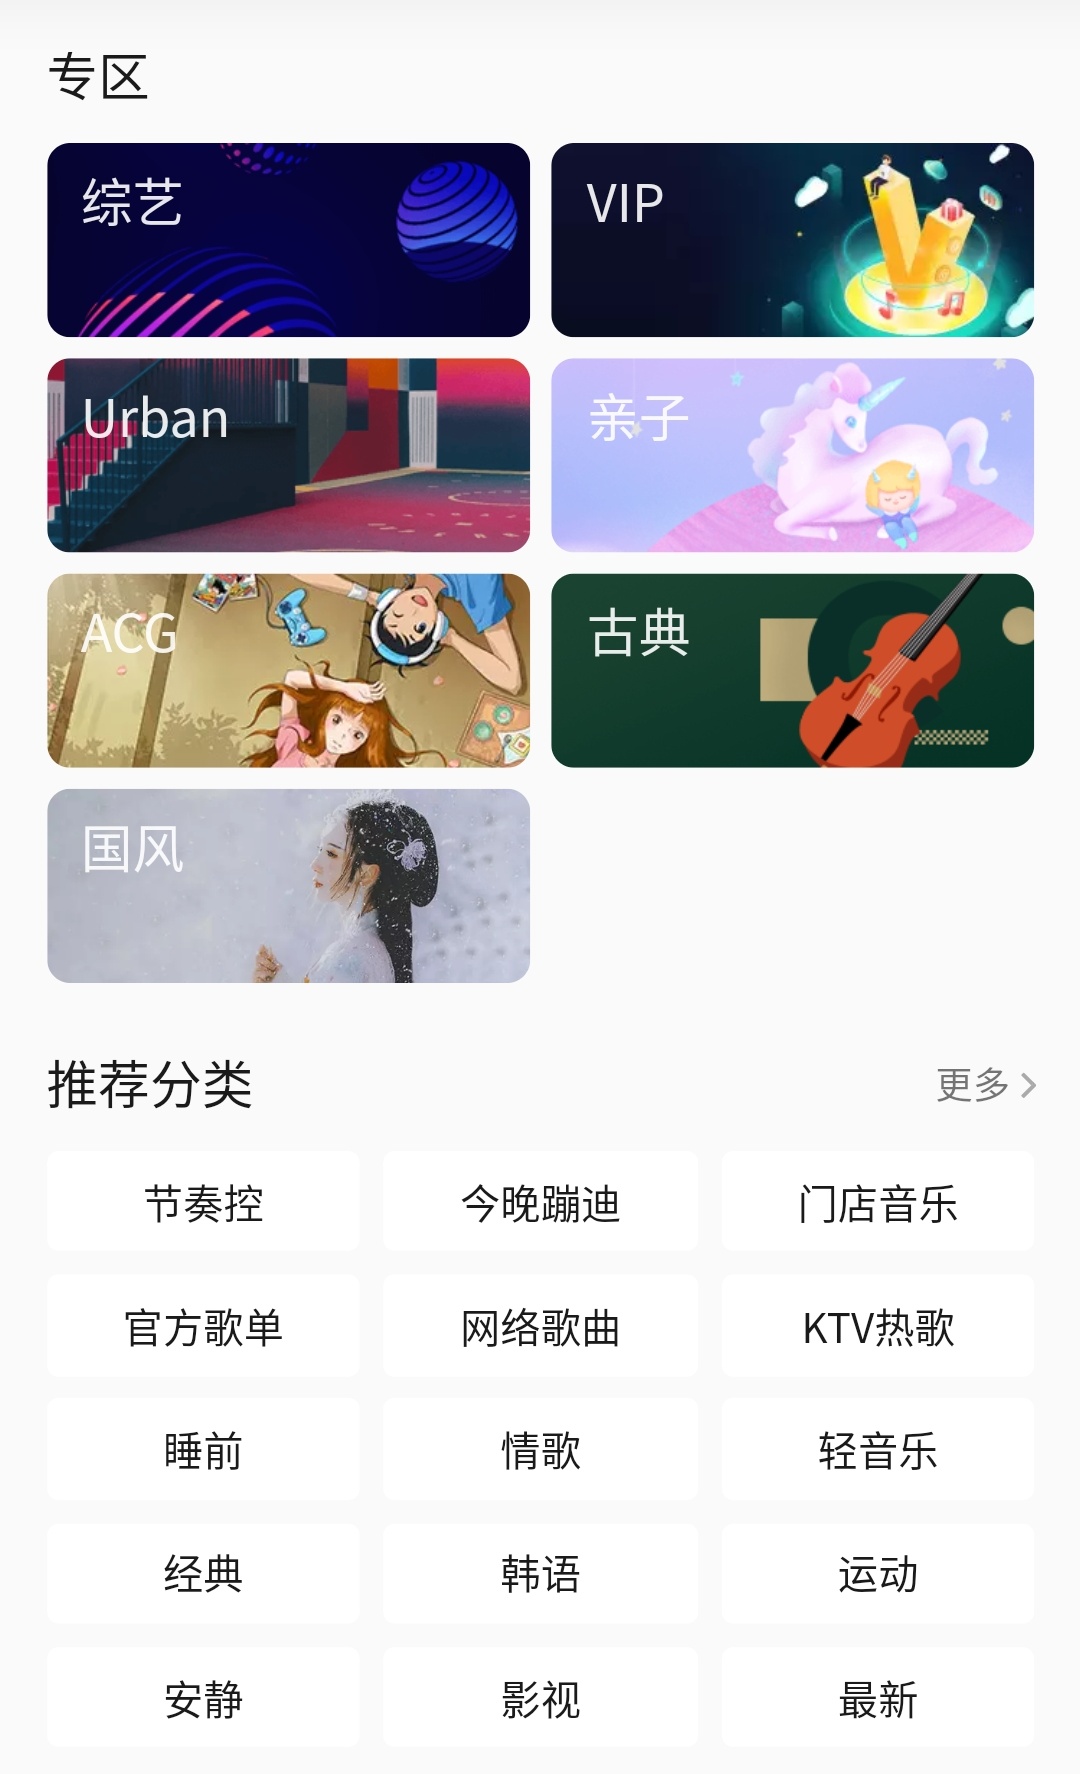 专区
综艺
VIP
Urban
亲子
ACG
古典
国风
推荐分类
更多
节奏控
今晚蹦迪
门店音乐
官方歌单
网络歌曲
KTV热歌
睡前
情歌
轻音乐
经典
韩语
运动
安静
影视
最新